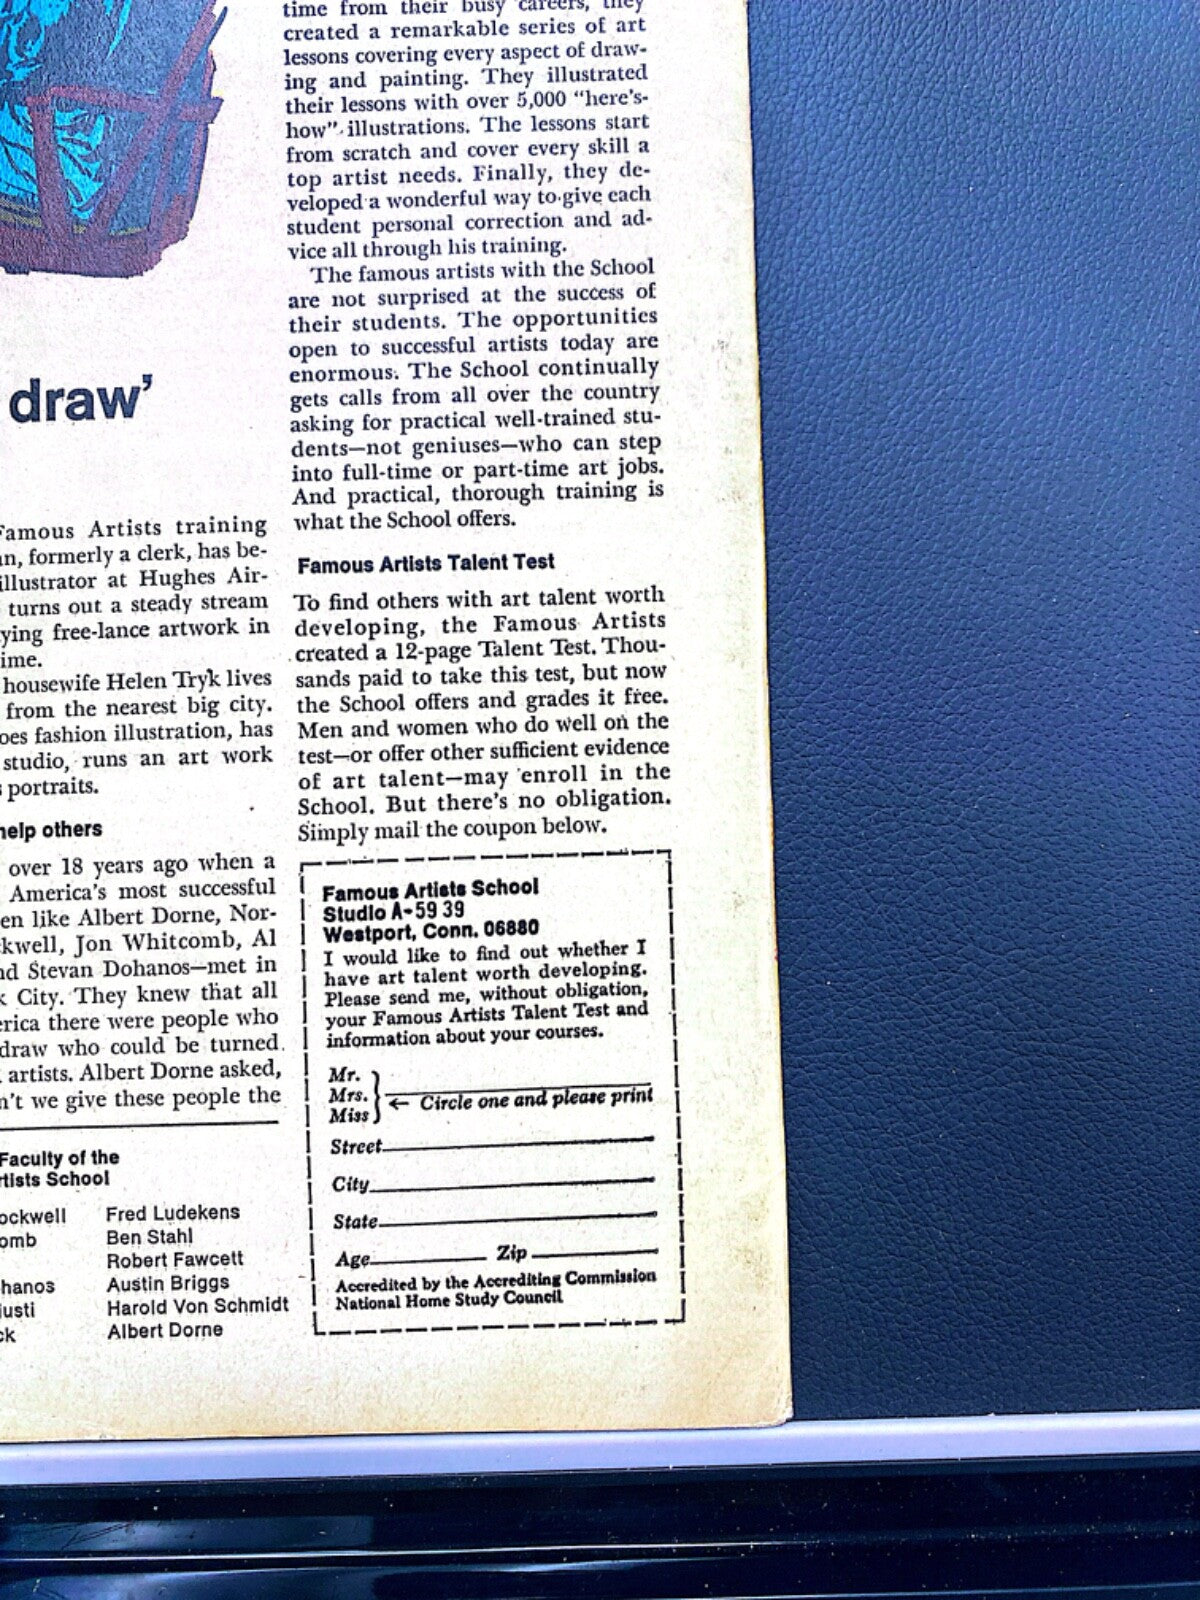 draw’
Famous Artists training
an, formerly a clerk, has be-
illustrator at Hughes Air-
turns out a steady stream
ying free-lance artwork in
ime.
housewife Helen Tryk lives
from the nearest big city.
oes fashion illustration, has
studio, runs an art work
s portraits.
help others
over 18 years ago when a
America's most successful
en like Albert Dorne, Nor-
ckwell, Jon Whitcomb, Al
nd Stevan Dohanos—met in
k City. They knew that all
erica there were people who
draw who could be turned
artists. Albert Dorne asked,
n't we give these people the
Faculty of the
rtists School
ockwell
omb
hanos
iusti
ck
Fred Ludekens
Ben Stahl
Robert Fawcett
Austin Briggs
Harold Von Schmidt
Albert Dorne
time from their busy careers, they
created a remarkable series of art
lessons covering every aspect of draw-
ing and painting. They illustrated
their lessons with over 5,000 “here's-
how” illustrations. The lessons start
from scratch and cover every skill a
top artist needs. Finally, they de-
veloped a wonderful way to give each
student personal correction and ad-
vice all through his training.
The famous artists with the School
are not surprised at the success of
their students. The opportunities
open to successful artists today are
enormous. The School continually
gets calls from all over the country
asking for practical well-trained stu-
dents—not geniuses—who can step
into full-time or part-time art jobs.
And practical, thorough training is
what the School offers.
Famous Artists Talent Test
To find others with art talent worth
developing, the Famous Artists
created a 12-page Talent Test. Thou-
sands paid to take this test, but now
the School offers and grades it free.
Men and women who do well on the
test—or offer other sufficient evidence
of art talent—may enroll in the
School. But there's no obligation.
Simply mail the coupon below.
Famous Artists School
Studio A-59 39
Westport, Conn. 06880
I would like to find out whether I
have art talent worth developing.
Please send me, without obligation,
your Famous Artists Talent Test and
information about your courses.
Mr.
Mrs.
Miss
← Circle one and please print
Street
City
State
Age Zip
Accredited by the Accrediting Commission
National Home Study Council